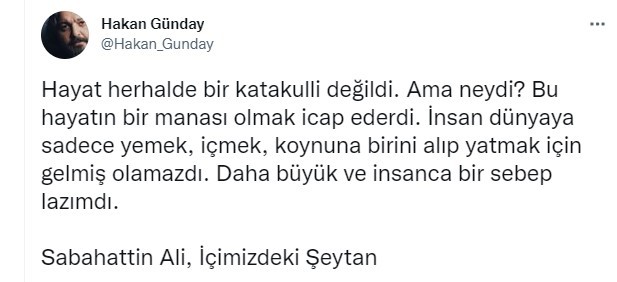 Hakan Günday
@Hakan_Gunday
Hayat herhalde bir katakulli değildi. Ama neydi? Bu
hayatın bir manası olmak icap ederdi. İnsan dünyaya
sadece yemek, içmek, koynuna birini alıp yatmak için
gelmiş olamazdı. Daha büyük ve insanca bir sebep
lazımdı.
Sabahattin Ali, İçimizdeki Şeytan